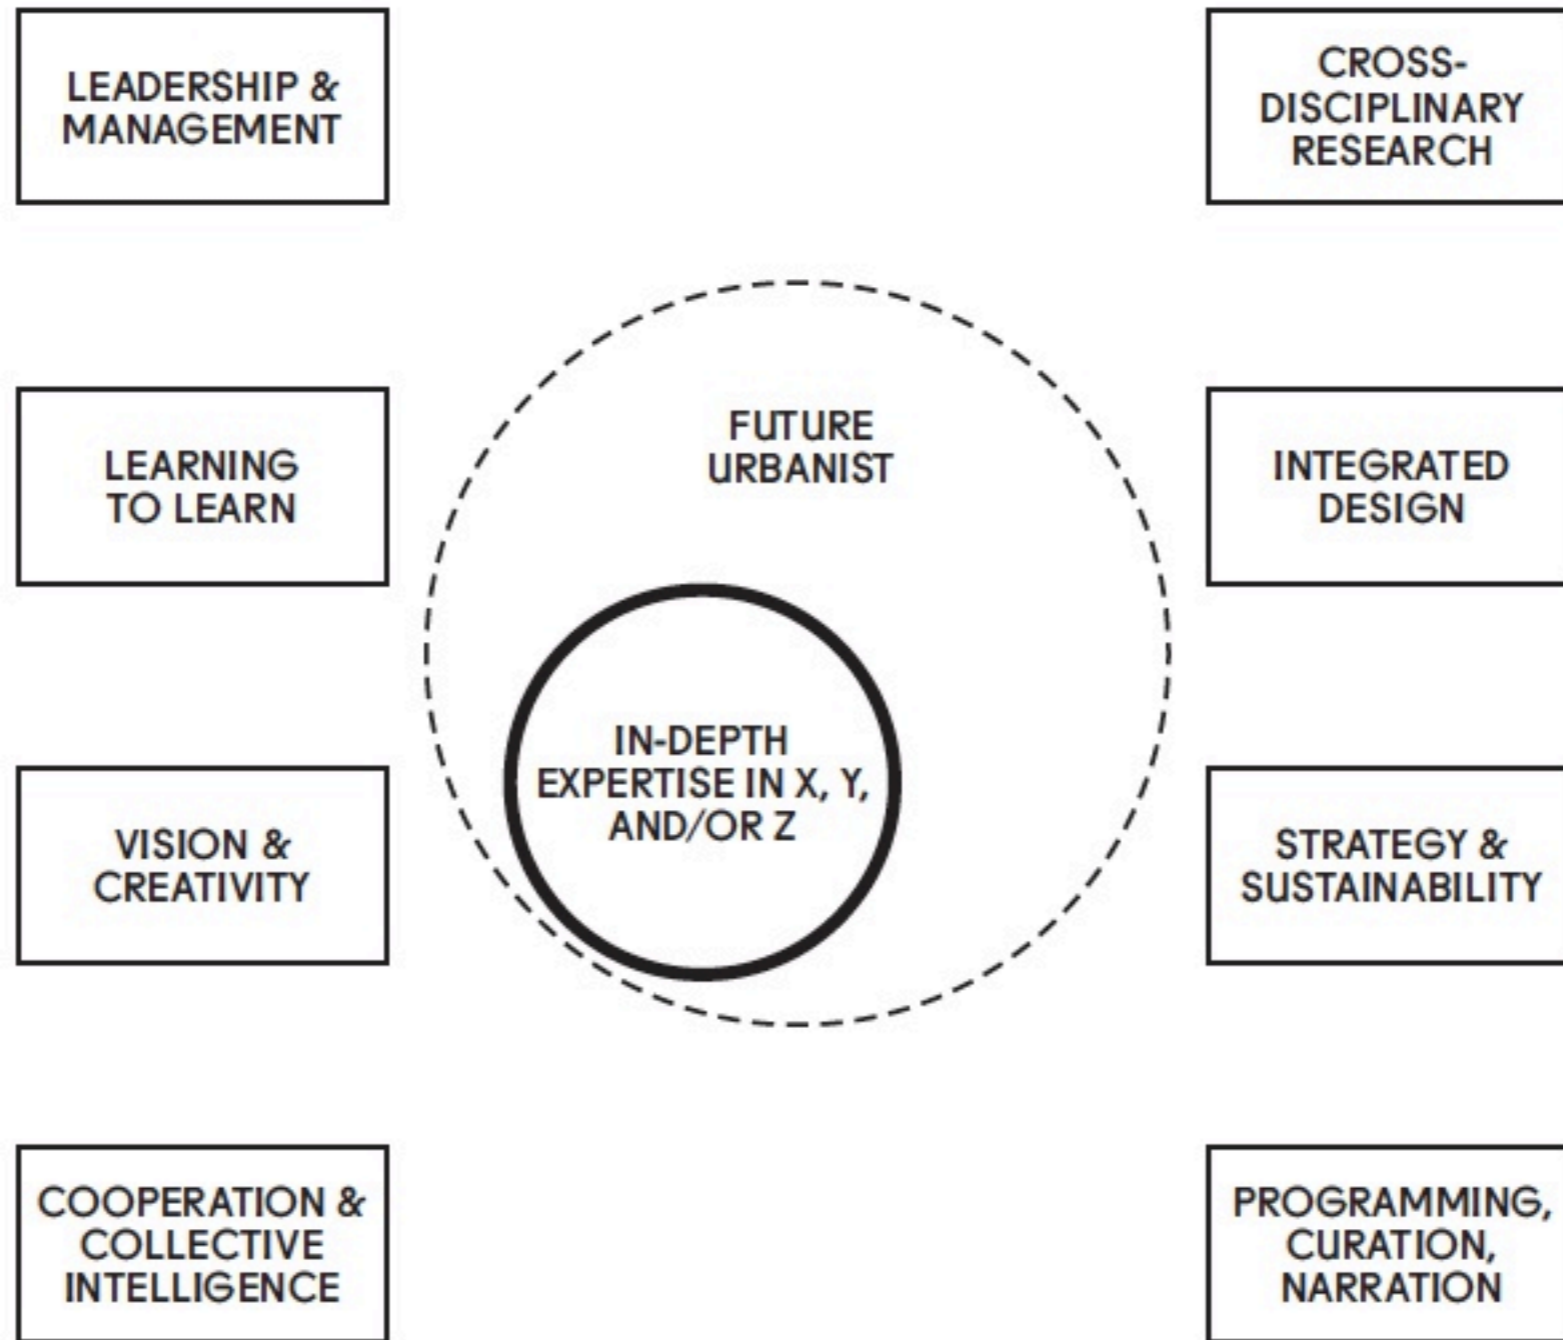 LEADERSHIP &
MANAGEMENT
CROSS-
DISCIPLINARY
RESEARCH
FUTURE
URBANIST
LEARNING
TO LEARN
INTEGRATED
DESIGN
IN-DEPTH
EXPERTISE IN X, Y,
AND/OR Z
VISION &
CREATIVITY
STRATEGY &
SUSTAINABILITY
COOPERATION &
COLLECTIVE
INTELLIGENCE
PROGRAMMING,
CURATION,
NARRATION